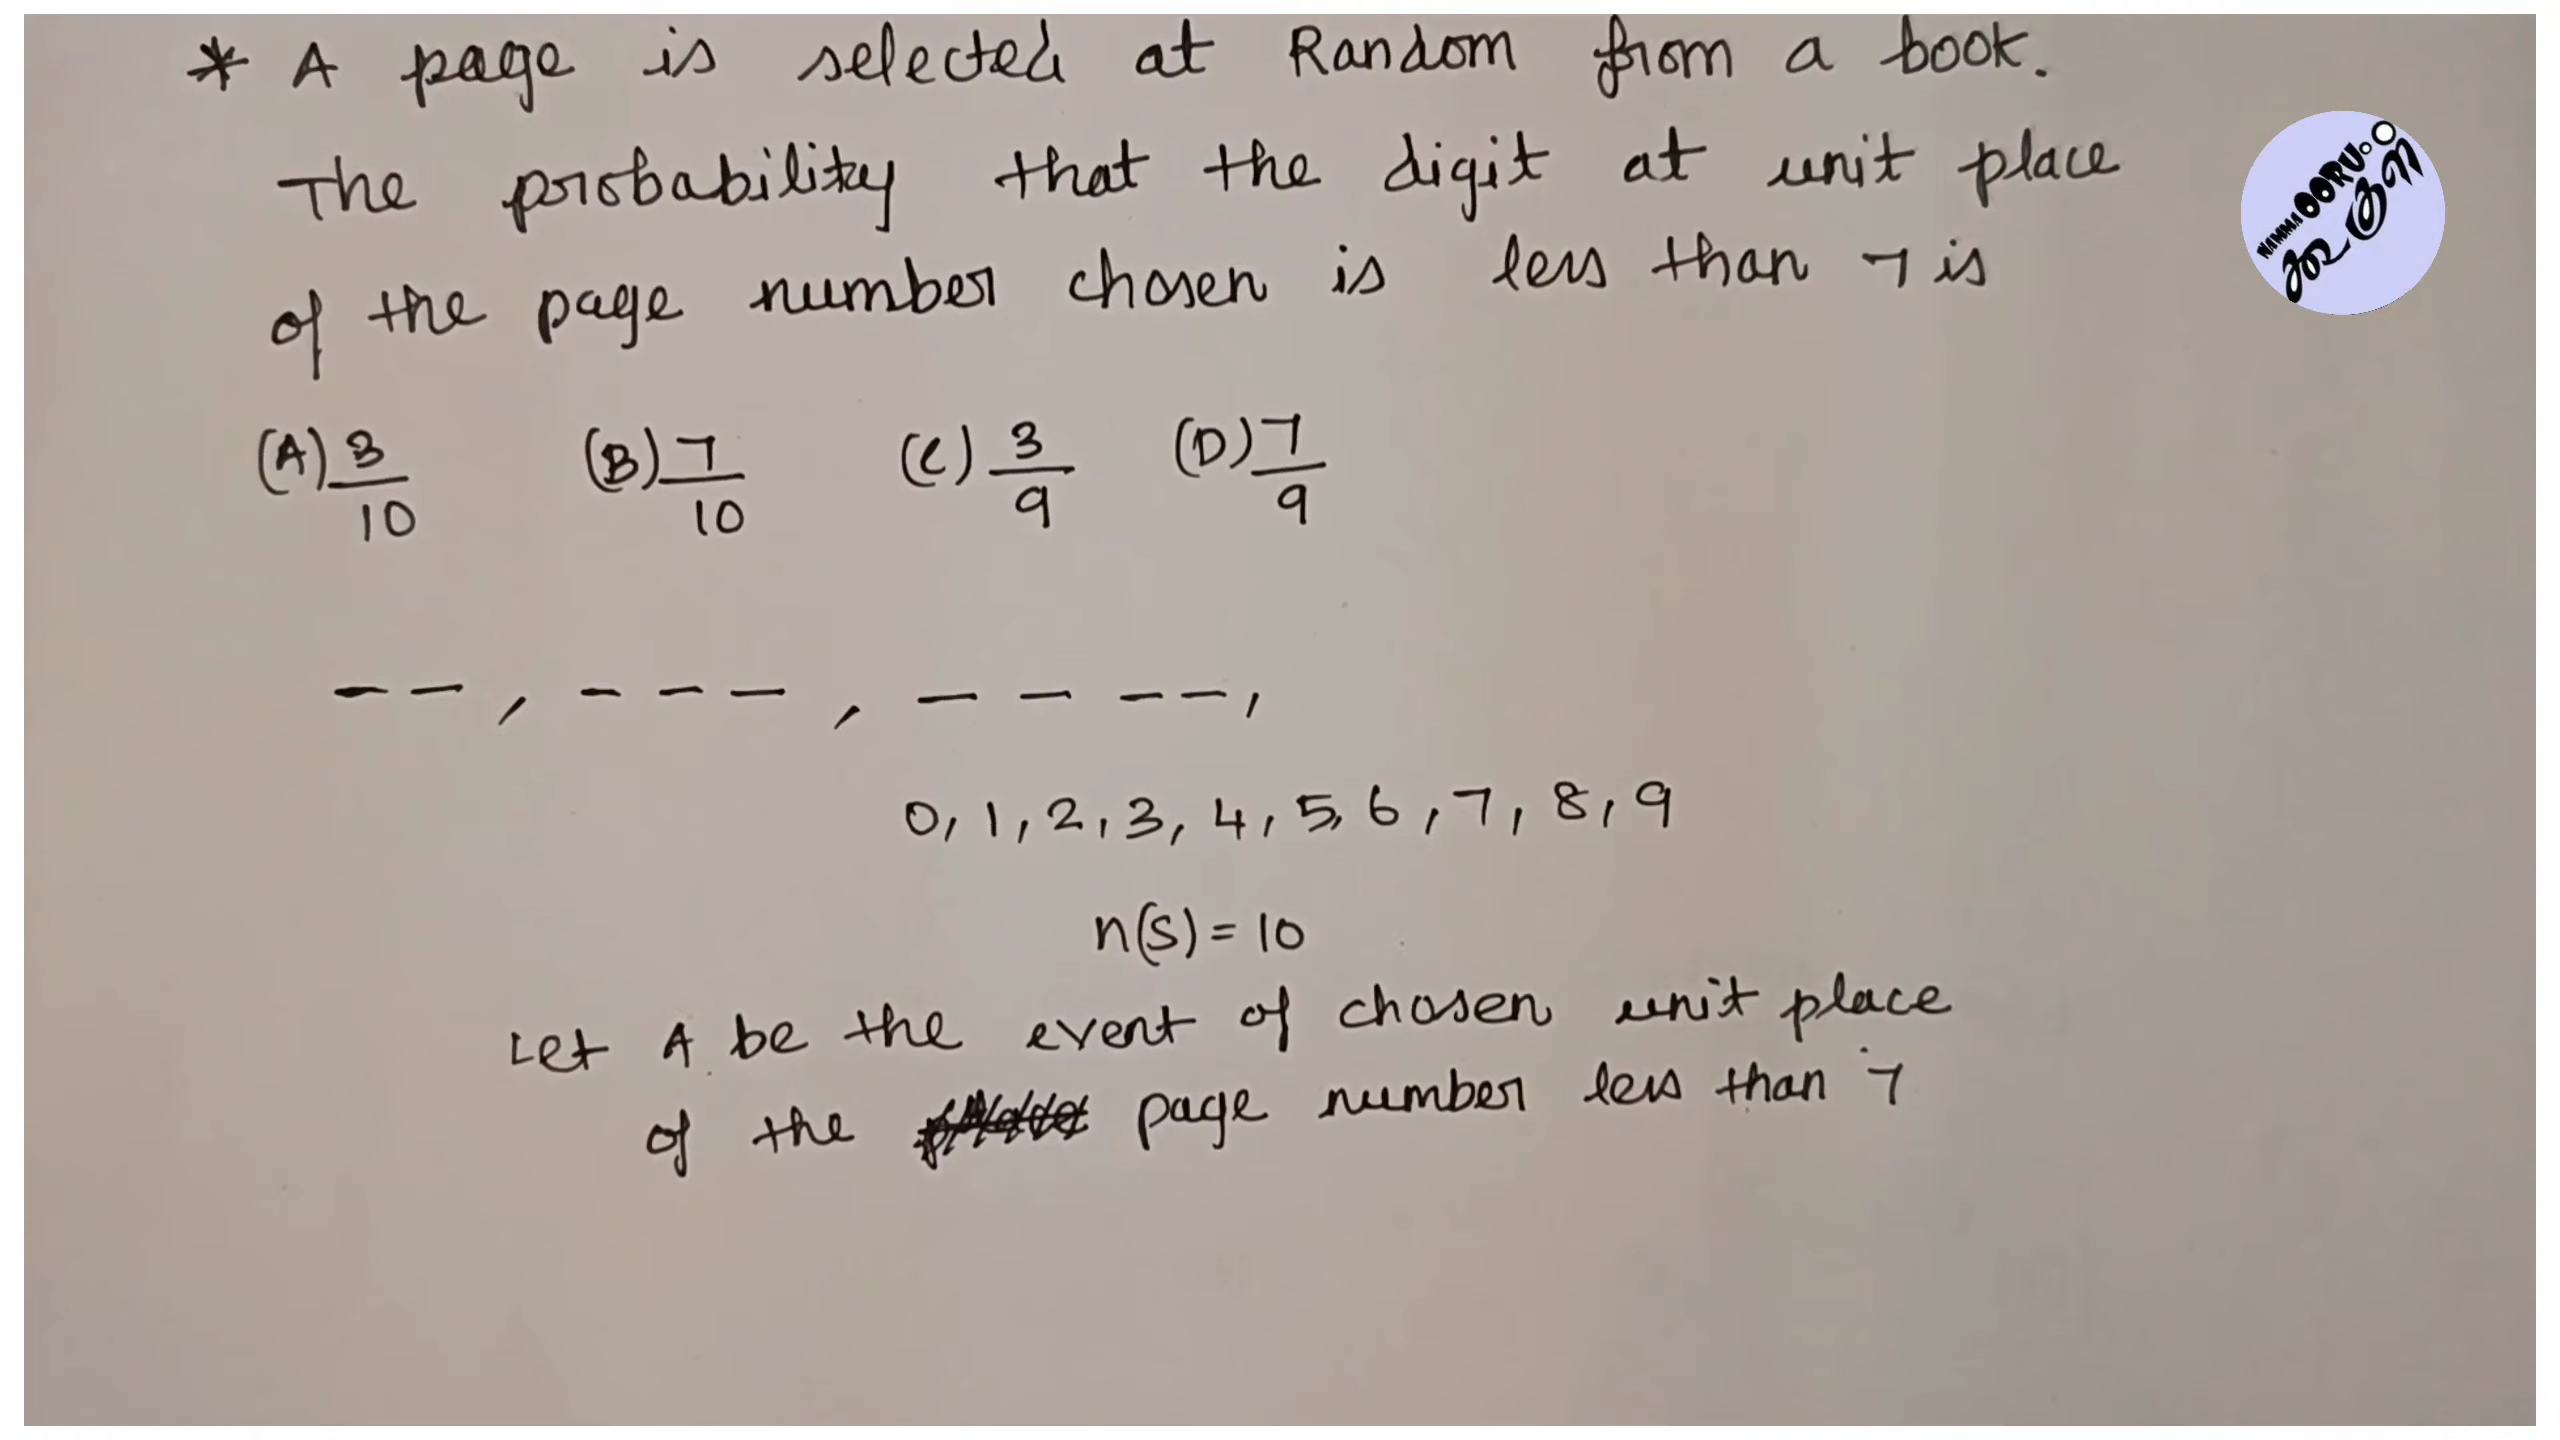 * A page is selected at Random from a book.
The probability that the digit at unit place
of the page number chosen is less than 7 is
(A) 3/10 (B) 7/10 (C) 3/9 (D) 7/9
– – , – – – , – – – – ,
0, 1, 2, 3, 4, 5, 6, 7, 8, 9
n(S) = 10
Let A be the event of chosen unit place
of the page number less than 7
NAMMA OORU